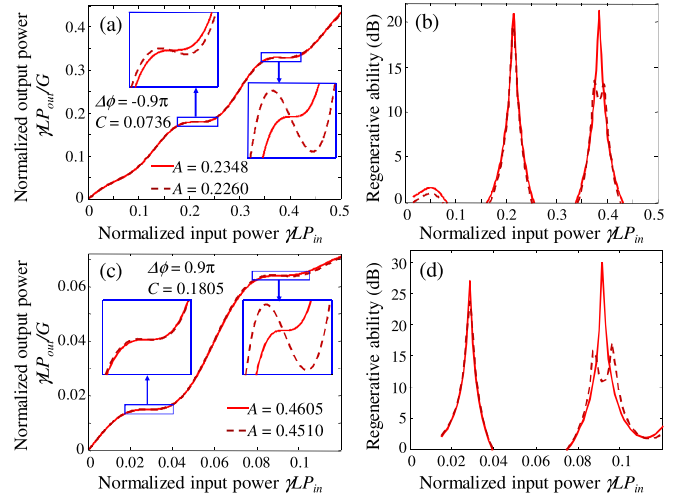 (a)
Normalized output power
γLPout/G
0.4
0.3
0.2
0.1
0
Δϕ = -0.9π
C = 0.0736
A = 0.2348
A = 0.2260
0
0.1
0.2
0.3
0.4
0.5
Normalized input power γLPin
(b)
Regenerative ability (dB)
20
15
10
5
0
0
0.1
0.2
0.3
0.4
0.5
Normalized input power γLPin
(c)
Normalized output power
γLPout/G
0.06
0.04
0.02
0
Δϕ = 0.9π
C = 0.1805
A = 0.4605
A = 0.4510
0
0.02
0.04
0.06
0.08
0.1
Normalized input power γLPin
(d)
Regenerative ability (dB)
30
25
20
15
10
5
0
0
0.02
0.04
0.06
0.08
0.1
Normalized input power γLPin